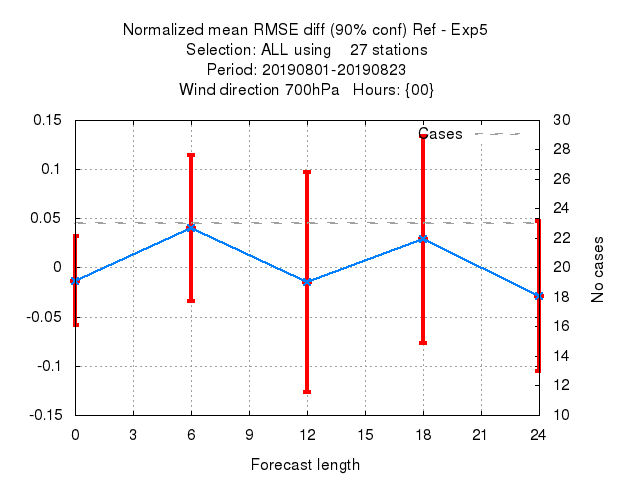 Normalized mean RMSE diff (90% conf) Ref - Exp5
Selection: ALL using 27 stations
Period: 20190801-20190823
Wind direction 700hPa Hours: {00}
Cases
0.15
0.1
0.05
0
-0.05
-0.1
-0.15
30
28
26
24
22
20
18
16
14
12
10
No cases
0 3 6 9 12 15 18 21 24
Forecast length